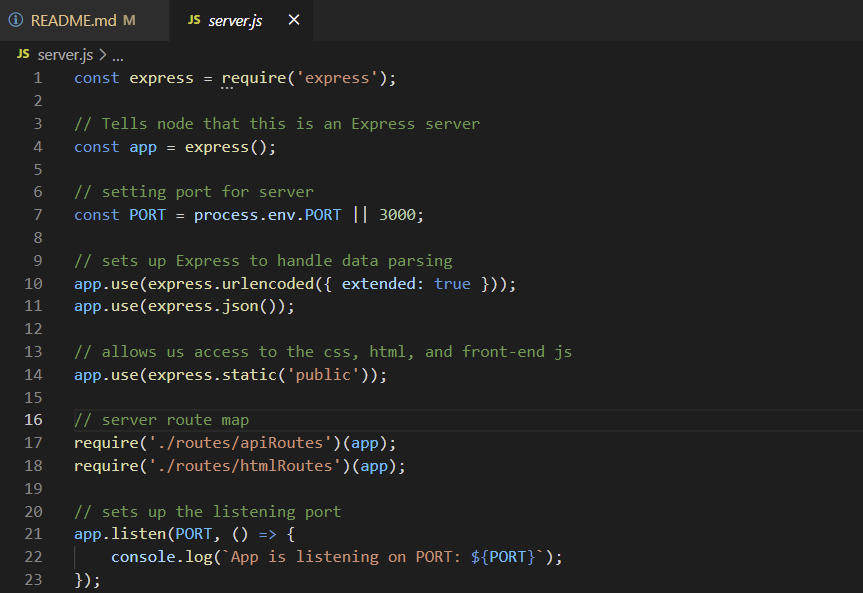 README.md M JS server.js ×
JS server.js > ...
1 const express = require('express');
2
3 // Tells node that this is an Express server
4 const app = express();
5
6 // setting port for server
7 const PORT = process.env.PORT || 3000;
8
9 // sets up Express to handle data parsing
10 app.use(express.urlencoded({ extended: true }));
11 app.use(express.json());
12
13 // allows us access to the css, html, and front-end js
14 app.use(express.static('public'));
15
16 // server route map
17 require('./routes/apiRoutes')(app);
18 require('./routes/htmlRoutes')(app);
19
20 // sets up the listening port
21 app.listen(PORT, () => {
22     console.log(`App is listening on PORT: ${PORT}`);
23 });